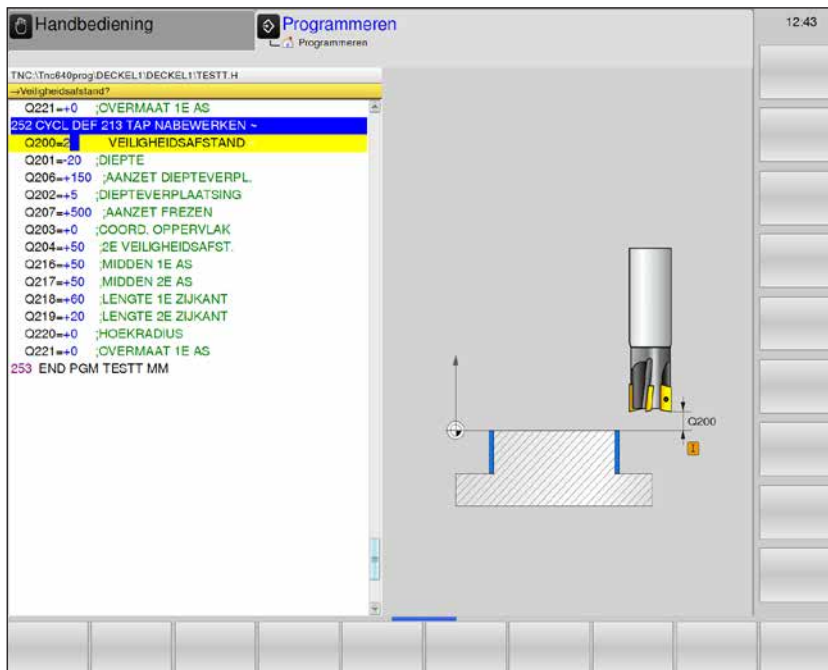 Handbediening
Programmeren
Programmeren
12.43
TNC:\Tnc640prog\DECKEL1\DECKEL1\TESTT.H
→Veiligheidsafstand?
Q221=+0 ;OVERMAAT 1E AS
252 CYCL DEF 213 TAP NABEWERKEN ~
Q200=2 VEILIGHEIDSAFSTAND
Q201=-20 ;DIEPTE
Q206=+150 ;AANZET DIEPTEVERPL.
Q202=+5 ;DIEPTEVERPLAATSING
Q207=+500 ;AANZET FREZEN
Q203=+0 ;COORD. OPPERVLAK
Q204=+50 ;2E VEILIGHEIDSAFST.
Q216=+50 ;MIDDEN 1E AS
Q217=+50 ;MIDDEN 2E AS
Q218=+60 ;LENGTE 1E ZIJKANT
Q219=+20 ;LENGTE 2E ZIJKANT
Q220=+0 ;HOEKRADIUS
Q221=+0 ;OVERMAAT 1E AS
253 END PGM TESTT MM
Q200
I